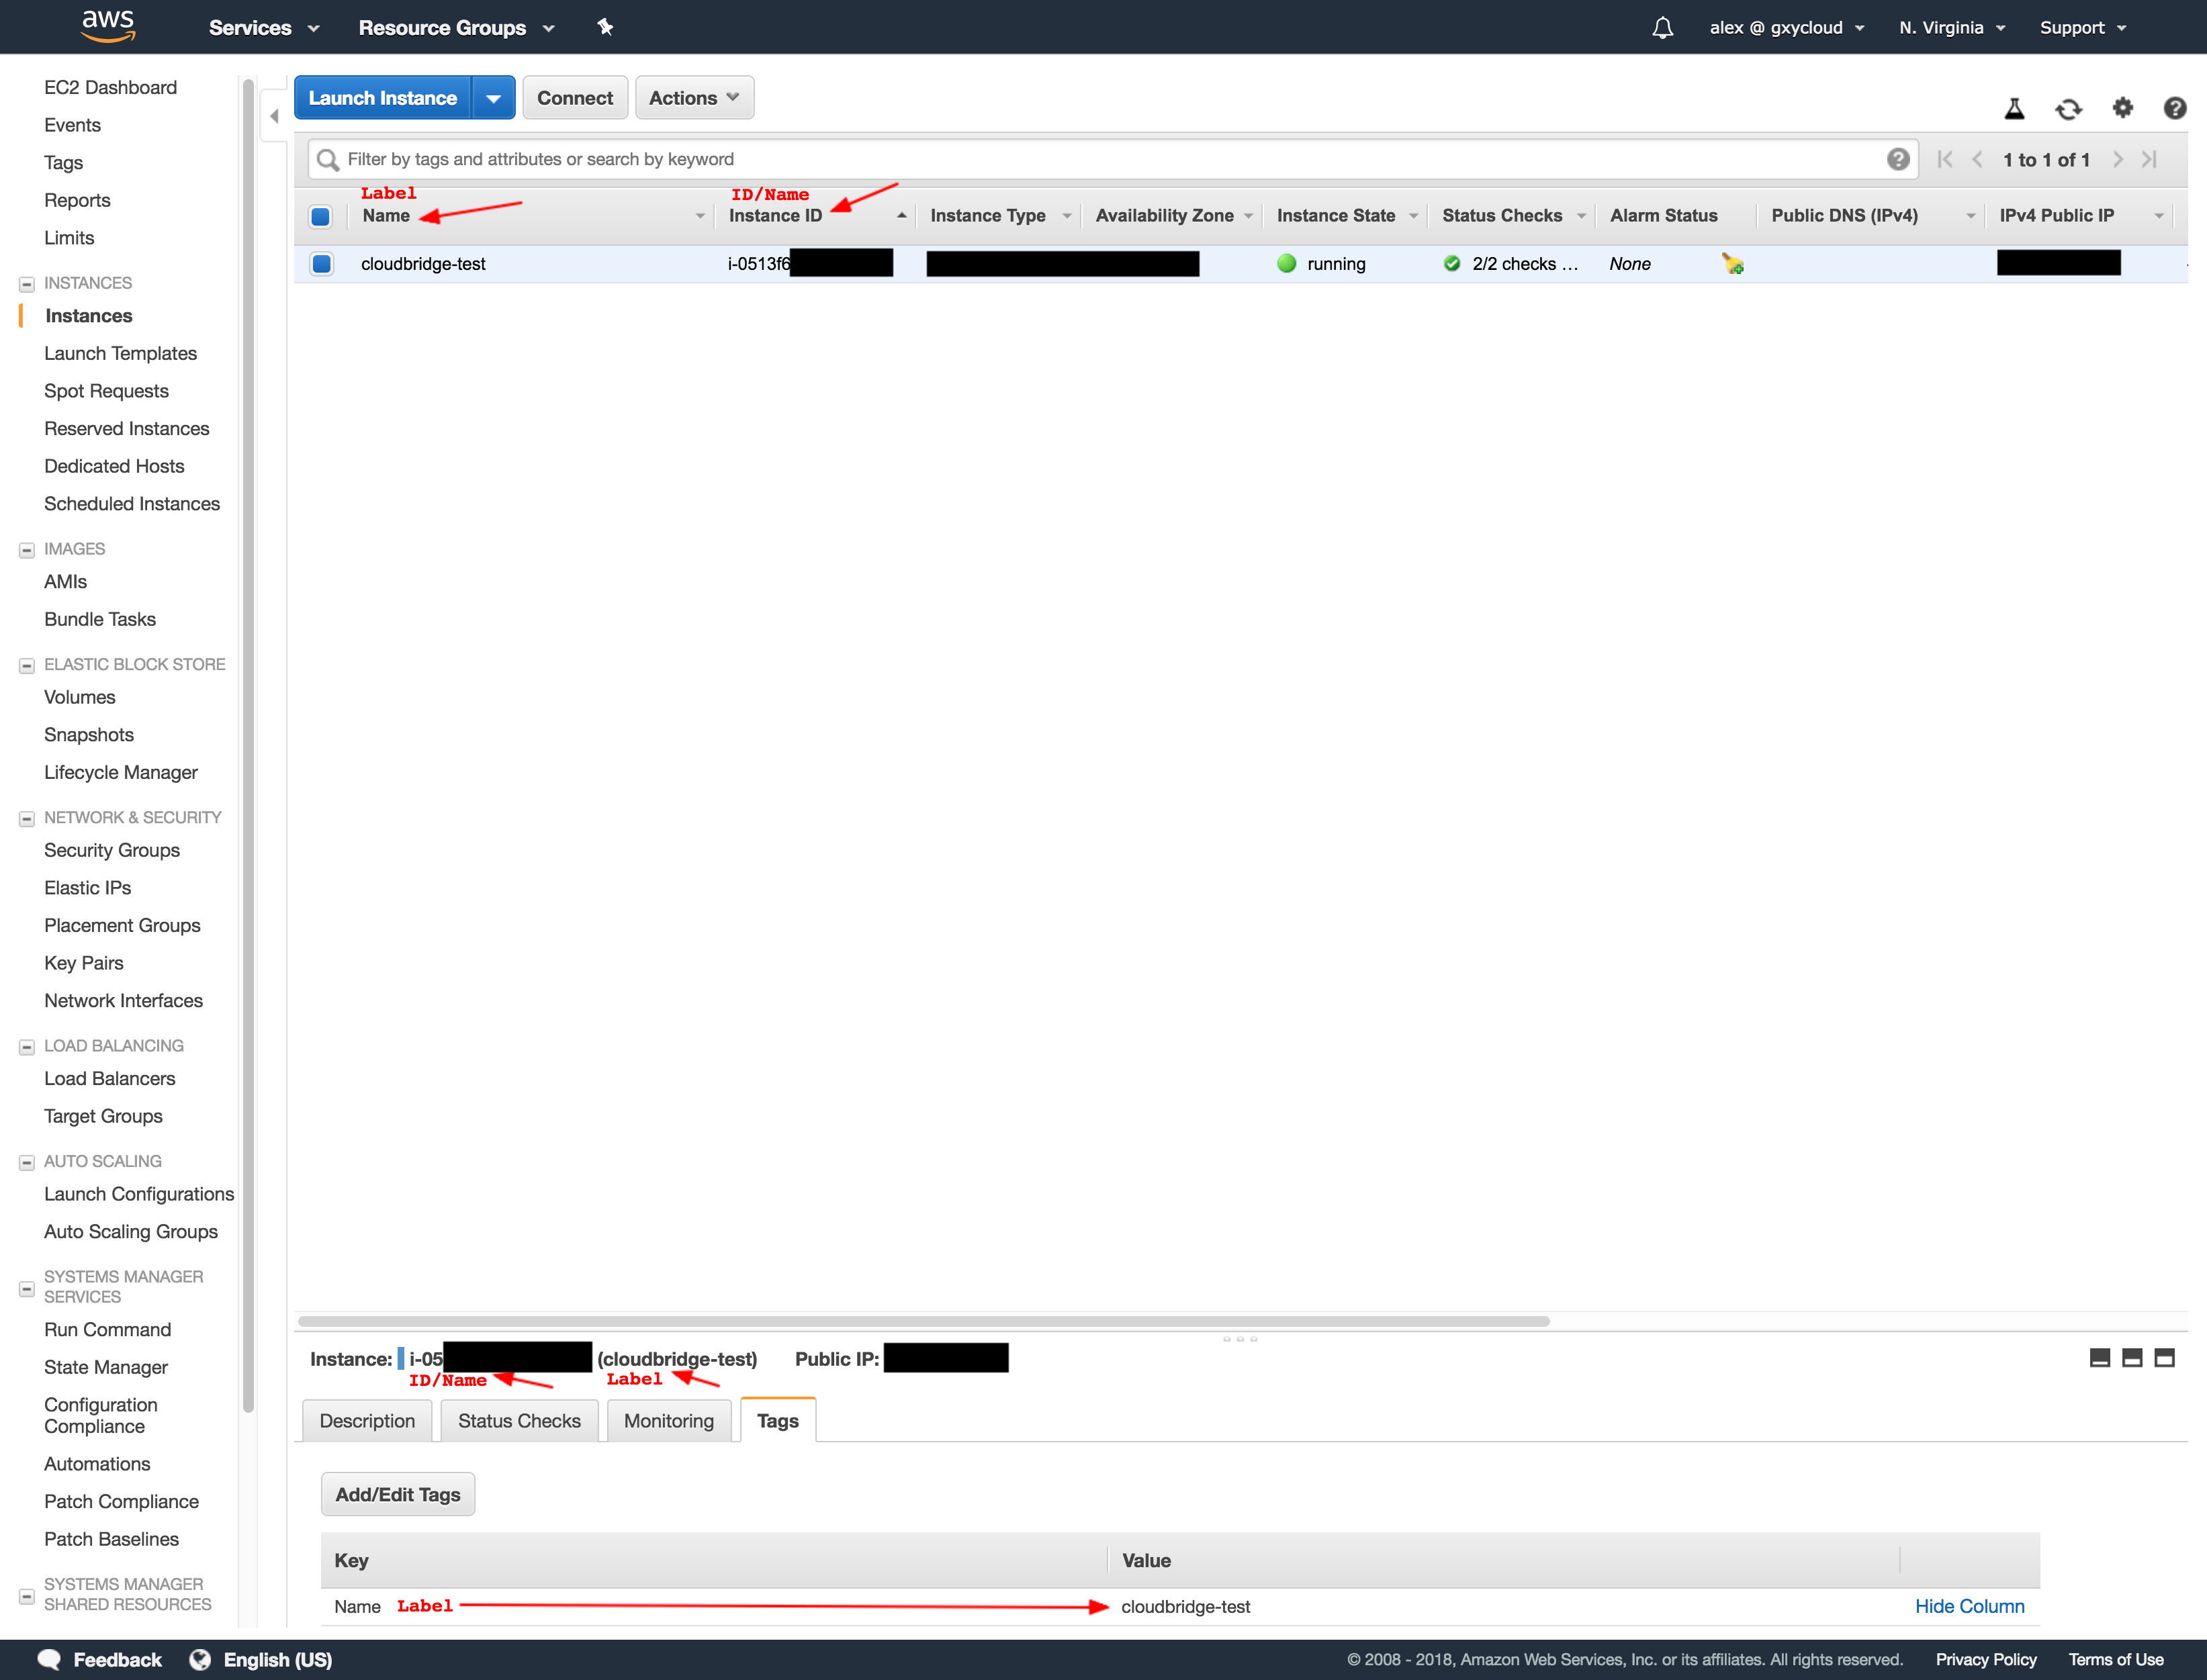 aws Services Resource Groups alex @ gxycloud N. Virginia Support
EC2 Dashboard
Events
Tags
Reports
Limits
INSTANCES
Instances
Launch Templates
Spot Requests
Reserved Instances
Dedicated Hosts
Scheduled Instances
IMAGES
AMIs
Bundle Tasks
ELASTIC BLOCK STORE
Volumes
Snapshots
Lifecycle Manager
NETWORK & SECURITY
Security Groups
Elastic IPs
Placement Groups
Key Pairs
Network Interfaces
LOAD BALANCING
Load Balancers
Target Groups
AUTO SCALING
Launch Configurations
Auto Scaling Groups
SYSTEMS MANAGER
SERVICES
Run Command
State Manager
Configuration
Compliance
Automations
Patch Compliance
Patch Baselines
SYSTEMS MANAGER
SHARED RESOURCES
Launch Instance Connect Actions
Filter by tags and attributes or search by keyword 1 to 1 of 1
Label ID/Name
Name Instance ID Instance Type Availability Zone Instance State Status Checks Alarm Status Public DNS (IPv4) IPv4 Public IP
cloudbridge-test i-0513f6 running 2/2 checks ... None
Instance: i-05 (cloudbridge-test) Public IP:
ID/Name Label
Description Status Checks Monitoring Tags
Add/Edit Tags
Key Value
Name Label cloudbridge-test Hide Column
Feedback English (US) © 2008 - 2018, Amazon Web Services, Inc. or its affiliates. All rights reserved. Privacy Policy Terms of Use